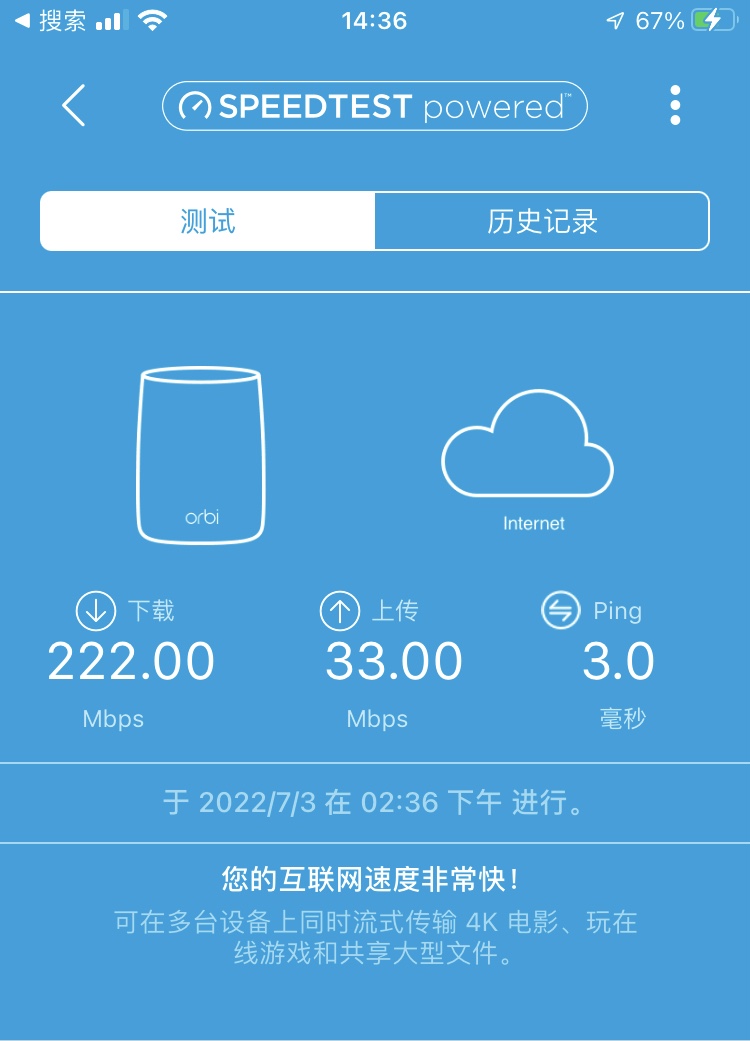 搜索
14:36
67%
SPEEDTEST powered™
测试
历史记录
orbi
Internet
下载
上传
Ping
222.00
33.00
3.0
Mbps
Mbps
毫秒
于 2022/7/3 在 02:36 下午 进行。
您的互联网速度非常快！
可在多台设备上同时流式传输 4K 电影、玩在
线游戏和共享大型文件。